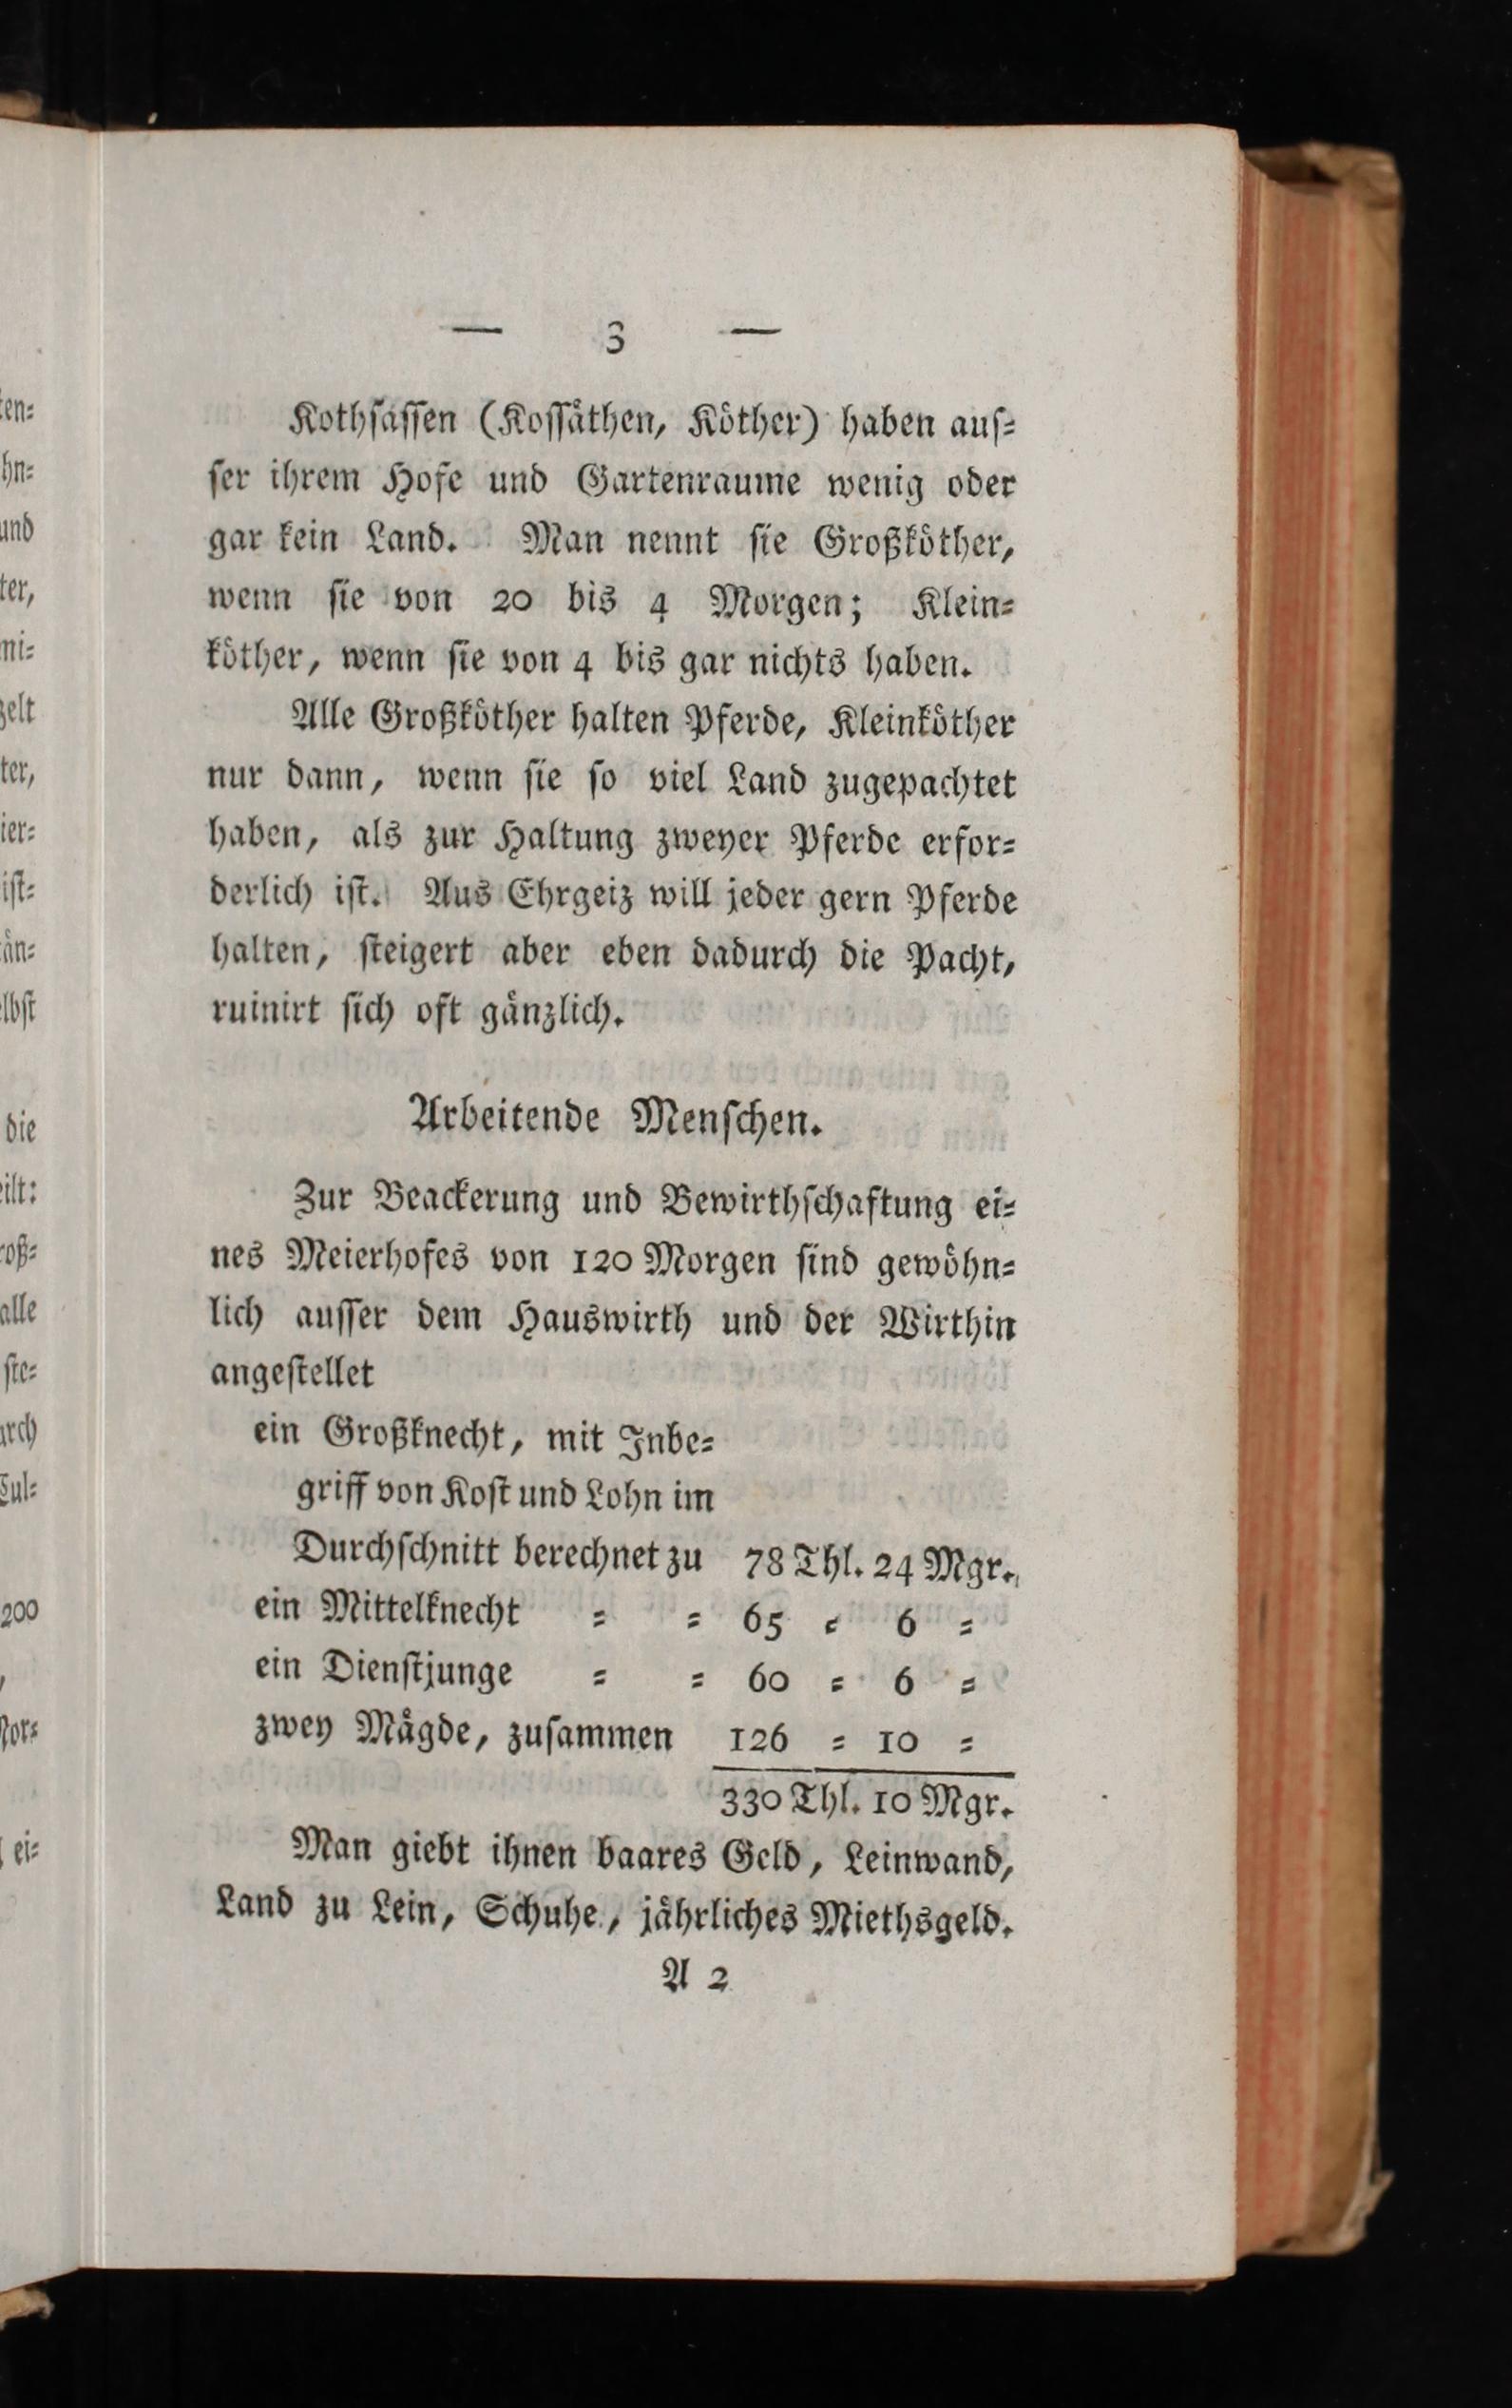 — 3 —
Kothſaſſen (Koſſäthen, Köther) haben auſ⸗
ſer ihrem Hofe und Gartenraume wenig oder
gar kein Land. Man nennt ſie Großköther,
wenn ſie von 20 bis 4 Morgen; Klein⸗
köther, wenn ſie von 4 bis gar nichts haben.
Alle Großköther halten Pferde, Kleinköther
nur dann, wenn ſie ſo viel Land zugepachtet
haben, als zur Haltung zweyer Pferde erfor⸗
derlich iſt. Aus Ehrgeiz will jeder gern Pferde
halten, ſteigert aber eben dadurch die Pacht,
ruinirt ſich oft gänzlich.
Arbeitende Menſchen.
Zur Beackerung und Bewirthſchaftung ei⸗
nes Meierhofes von 120 Morgen ſind gewöhn⸗
lich auſſer dem Hauswirth und der Wirthin
angeſtellet
ein Großknecht, mit Inbe⸗
griff von Koſt und Lohn im
Durchſchnitt berechnet zu 78 Thl. 24 Mgr.
ein Mittelknecht ⸗ ⸗ 65 ⸗ 6 ⸗
ein Dienſtjunge ⸗ ⸗ 60 ⸗ 6 ⸗
zwey Mägde, zuſammen 126 ⸗ 10 ⸗
330 Thl. 10 Mgr.
Man giebt ihnen baares Geld, Leinwand,
Land zu Lein, Schuhe, jährliches Miethsgeld.
A 2